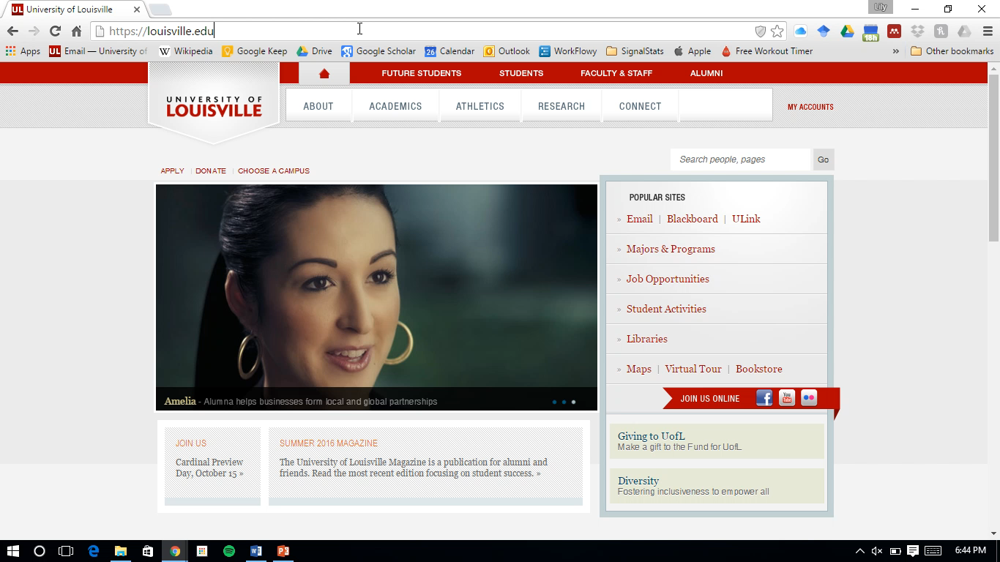 University of Louisville
Lily
https://louisville.edu
18h
Apps
UL Email — University of
W Wikipedia
Google Keep
Drive
Google Scholar
26 Calendar
Outlook
WorkFlowy
SignalStats
Apple
Free Workout Timer
»
Other bookmarks
FUTURE STUDENTS
STUDENTS
FACULTY & STAFF
ALUMNI
UNIVERSITY OF
LOUISVILLE
ABOUT
ACADEMICS
ATHLETICS
RESEARCH
CONNECT
MY ACCOUNTS
Search people, pages
Go
APPLY | DONATE | CHOOSE A CAMPUS
Amelia - Alumna helps businesses form local and global partnerships
POPULAR SITES
» Email | Blackboard | ULink
» Majors & Programs
» Job Opportunities
» Student Activities
» Libraries
» Maps | Virtual Tour | Bookstore
JOIN US ONLINE
You Tube
Giving to UofL
Make a gift to the Fund for UofL
Diversity
Fostering inclusiveness to empower all
JOIN US
Cardinal Preview
Day, October 15 »
SUMMER 2016 MAGAZINE
The University of Louisville Magazine is a publication for alumni and
friends. Read the most recent edition focusing on student success. »
6:44 PM